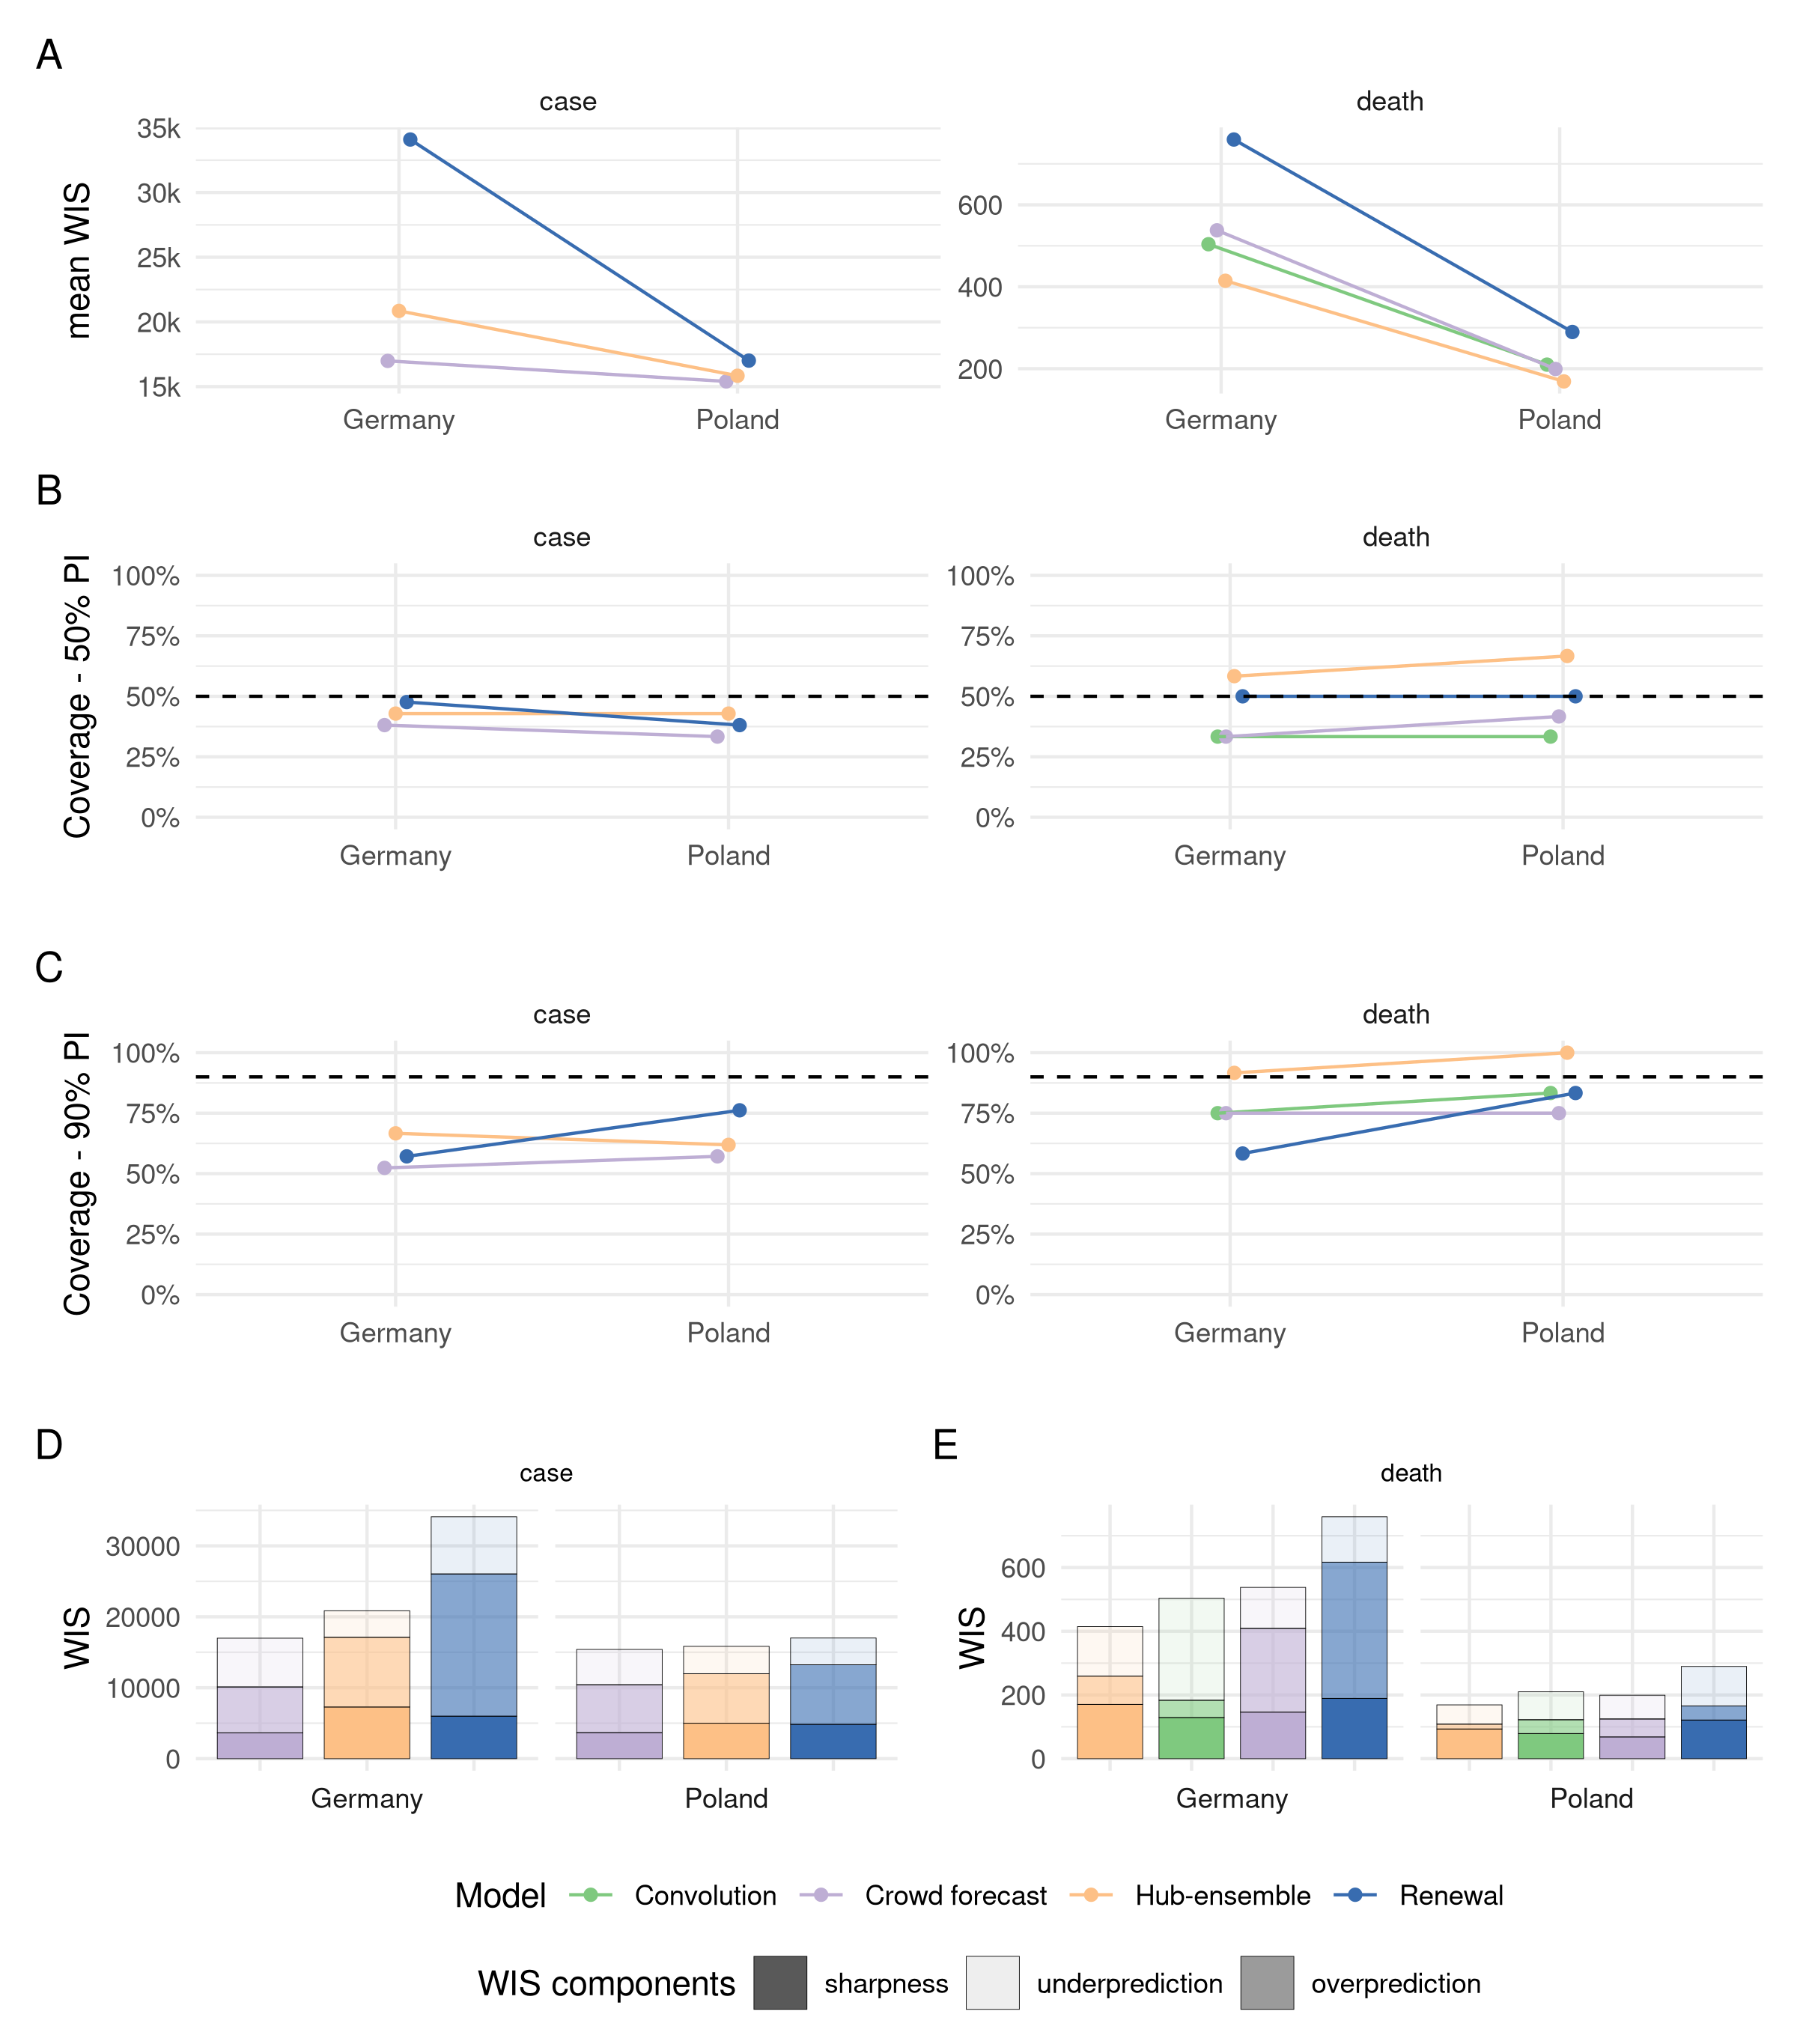 A
case death
mean WIS
35k
30k
25k
20k
15k
600
400
200
Germany Poland Germany Poland
B
case death
Coverage - 50% PI
100% 100%
75% 75%
50% 50%
25% 25%
0% 0%
Germany Poland Germany Poland
C
case death
Coverage - 90% PI
100% 100%
75% 75%
50% 50%
25% 25%
0% 0%
Germany Poland Germany Poland
D E
case death
WIS
30000
20000
10000
0
WIS
600
400
200
0
Germany Poland Germany Poland
Model Convolution Crowd forecast Hub-ensemble Renewal
WIS components sharpness underprediction overprediction